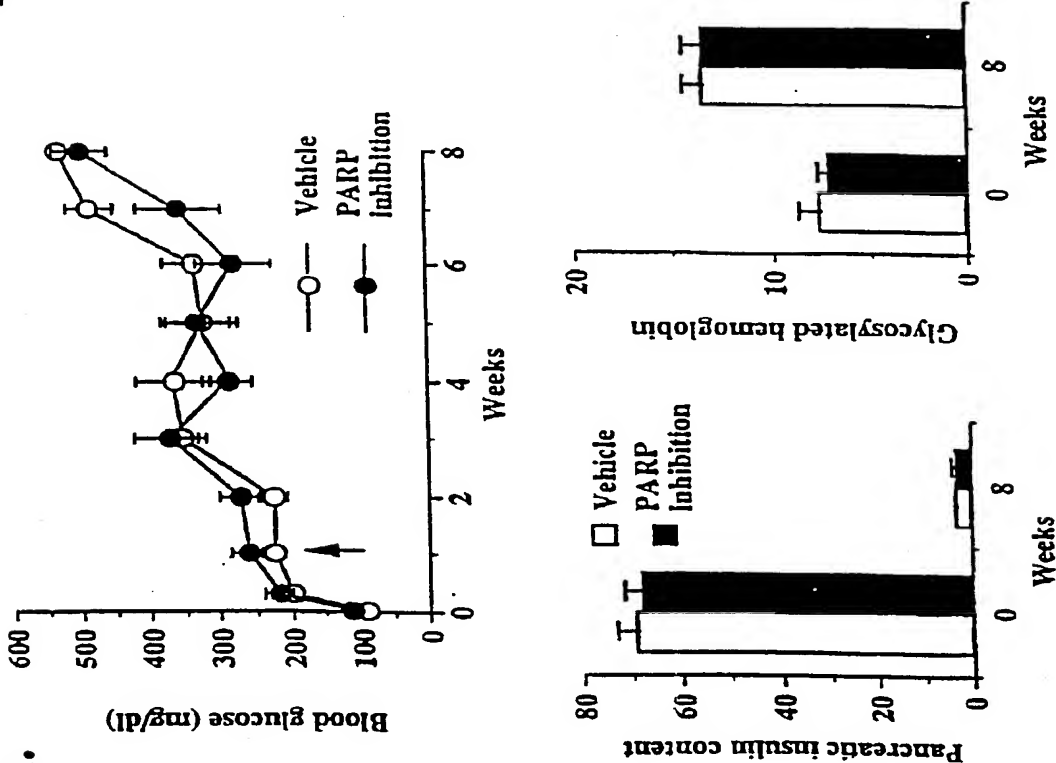 600
500
400
300
200
100
0
Blood glucose (mg/dl)
0 2 4 6 8
Weeks
Vehicle
PARP
inhibition
80
60
40
20
0
Pancreatic insulin content
0 8
Weeks
Vehicle
PARP
inhibition
20
10
0
Glycosylated hemoglobin
0 8
Weeks